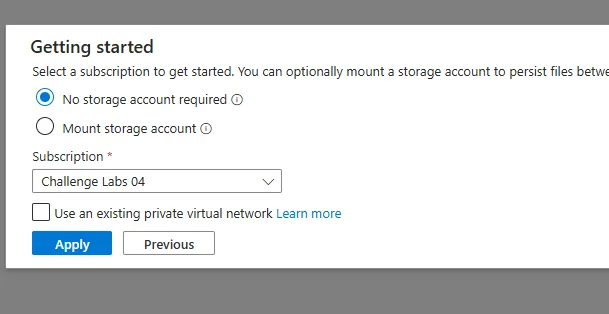 Getting started
Select a subscription to get started. You can optionally mount a storage account to persist files
No storage account required
Mount storage account
Subscription *
Challenge Labs 04
Use an existing private virtual network Learn more
Apply
Previous